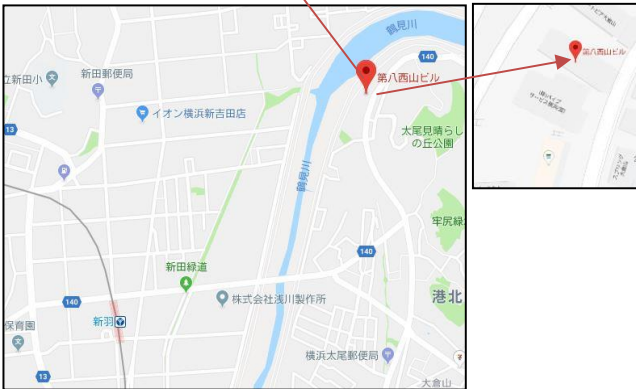 鶴見川
140
第八西山ビル
立新田小
新田郵便局
イオン横浜新吉田店
太尾見晴らし
の丘公園
13
鶴見川
牢尻緑
140
新田緑道
港北
140
株式会社浅川製作所
新羽
保育園
横浜太尾郵便局
13
大倉山
第八西山ビル